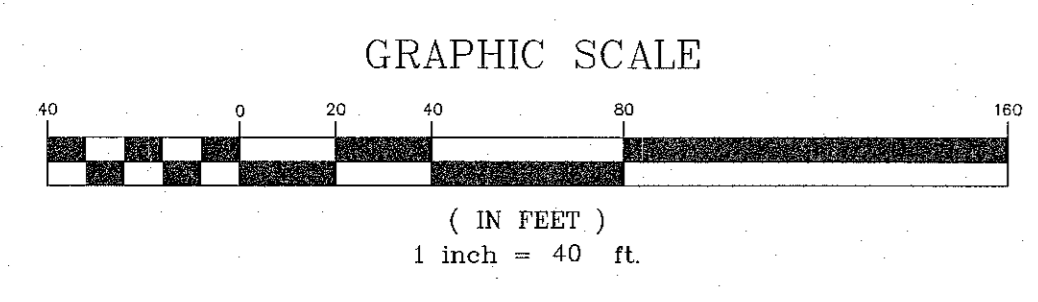 GRAPHIC SCALE
40 0 20 40 80 160
( IN FEET )
1 inch = 40 ft.